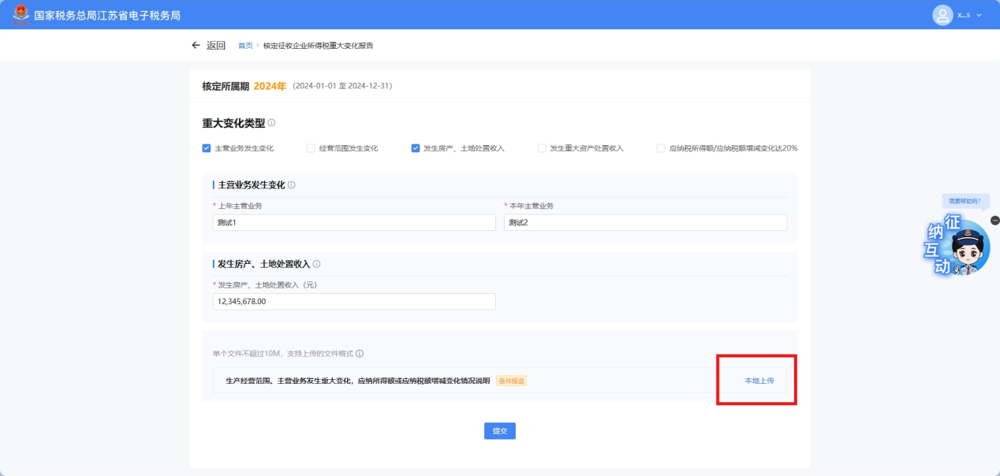 国家税务总局江苏省电子税务局
x...s
返回 首页 > 核定征收企业所得税重大变化报告
核定所属期 2024年 (2024-01-01 至 2024-12-31)
重大变化类型
主营业务发生变化 经营范围发生变化 发生房产、土地处置收入 发生重大资产处置收入 应纳税所得额/应纳税额增减变化达20%
主营业务发生变化
* 上年主营业务 * 本年主营业务
测试1 测试2
发生房产、土地处置收入
* 发生房产、土地处置收入（元）
12,345,678.00
单个文件不超过10M，支持上传的文件格式
生产经营范围、主营业务发生重大变化，应纳所得额或应纳税额增减变化情况说明 条件报送 本地上传
提交
需要帮助吗?
征纳互动